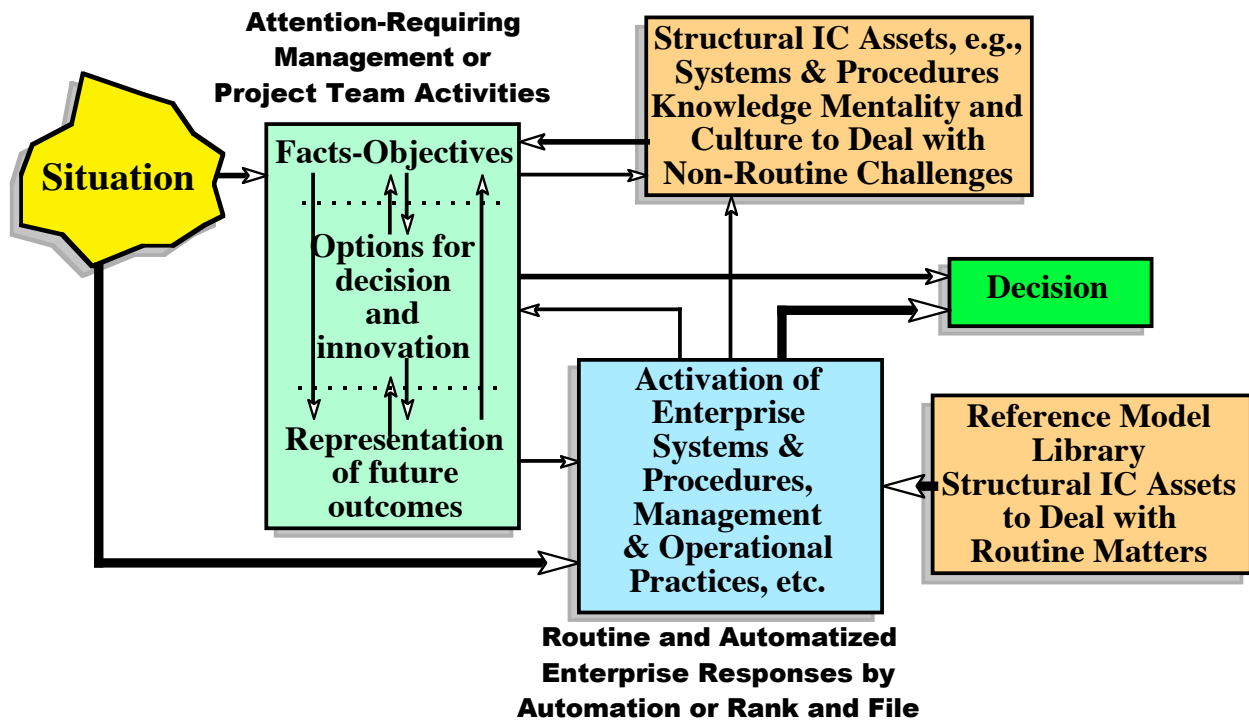 Attention-Requiring
Management or
Project Team Activities
Structural IC Assets, e.g.,
Systems & Procedures
Knowledge Mentality and
Culture to Deal with
Non-Routine Challenges
Situation
Facts-Objectives
Options for
decision
and
innovation
Representation
of future
outcomes
Decision
Activation of
Enterprise
Systems &
Procedures,
Management
& Operational
Practices, etc.
Reference Model
Library
Structural IC Assets
to Deal with
Routine Matters
Routine and Automatized
Enterprise Responses by
Automation or Rank and File